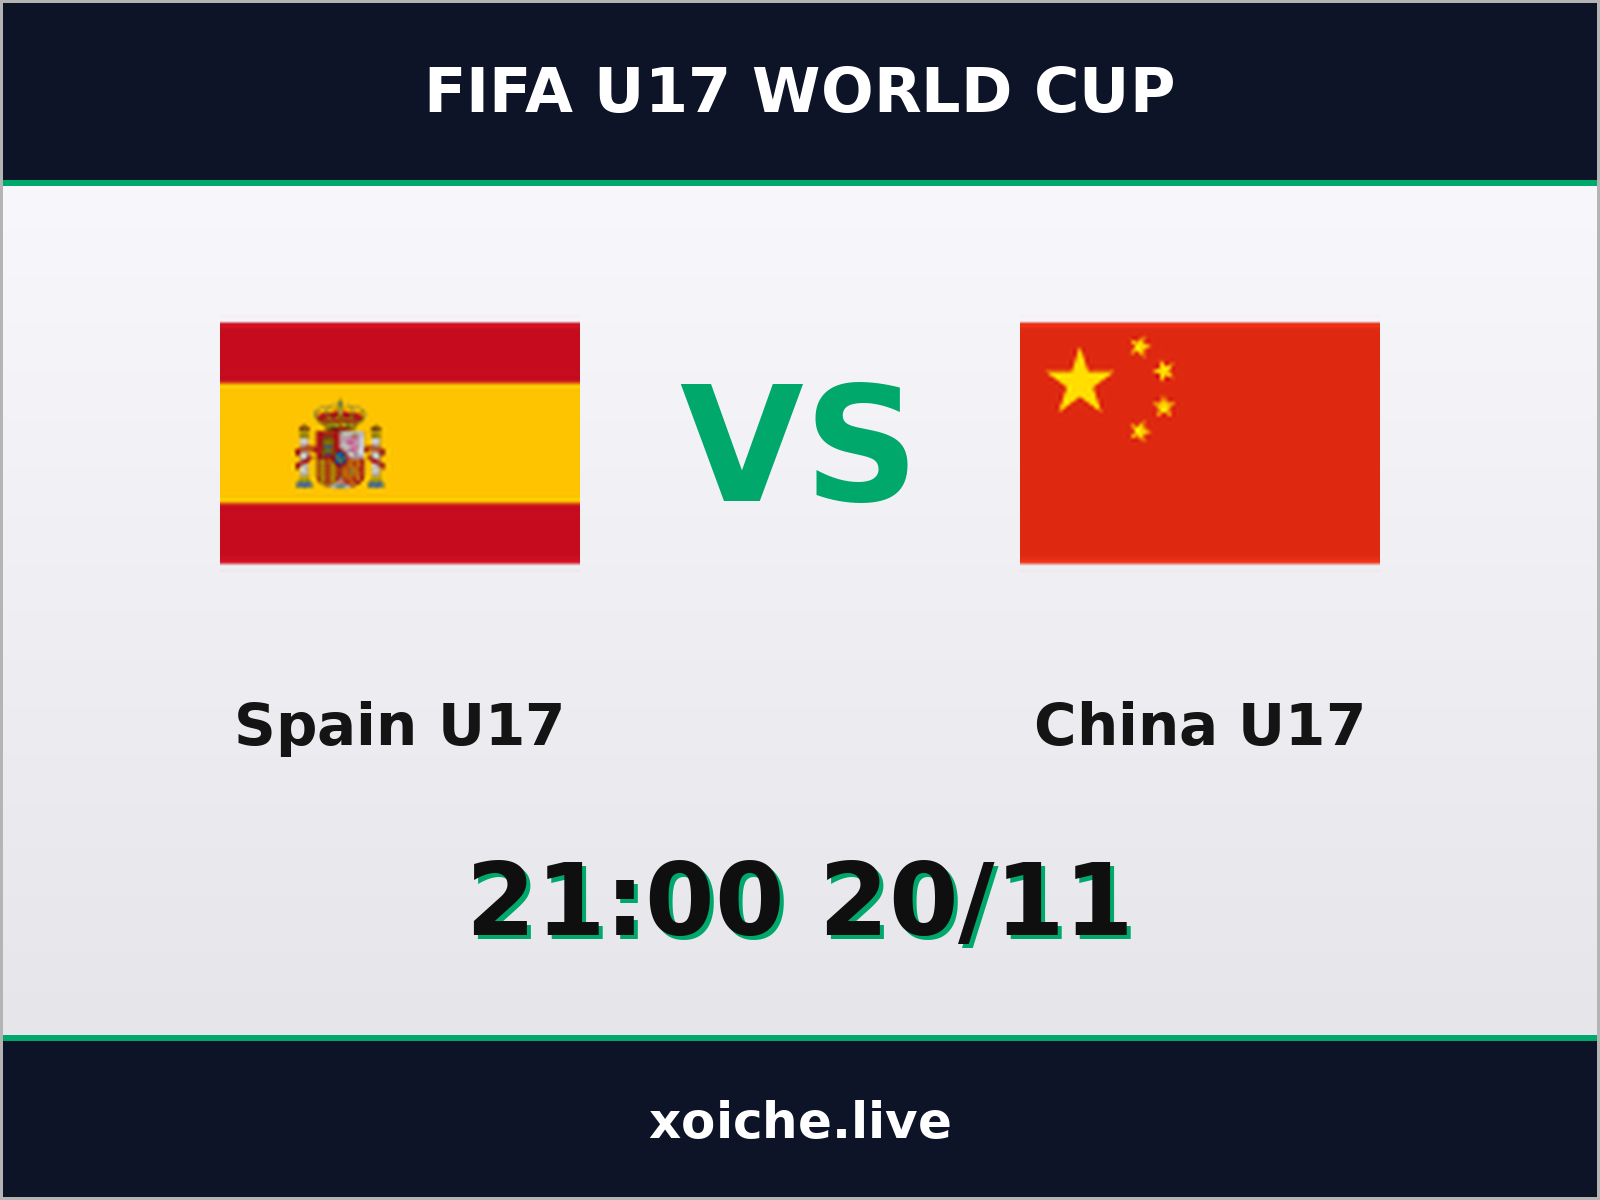 FIFA U17 WORLD CUP
VS
Spain U17
China U17
21:00 20/11
xoiche.live